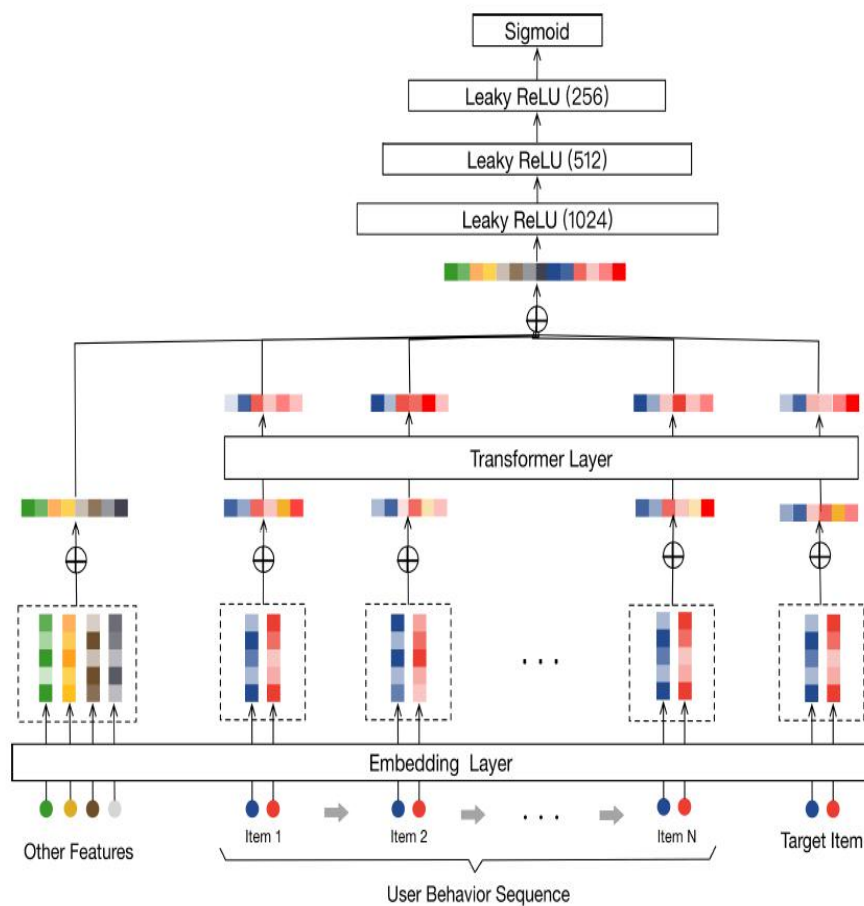 Sigmoid
Leaky ReLU (256)
Leaky ReLU (512)
Leaky ReLU (1024)
Transformer Layer
. . .
Embedding Layer
Item 1
Item 2
. . .
Item N
Other Features
Target Item
User Behavior Sequence